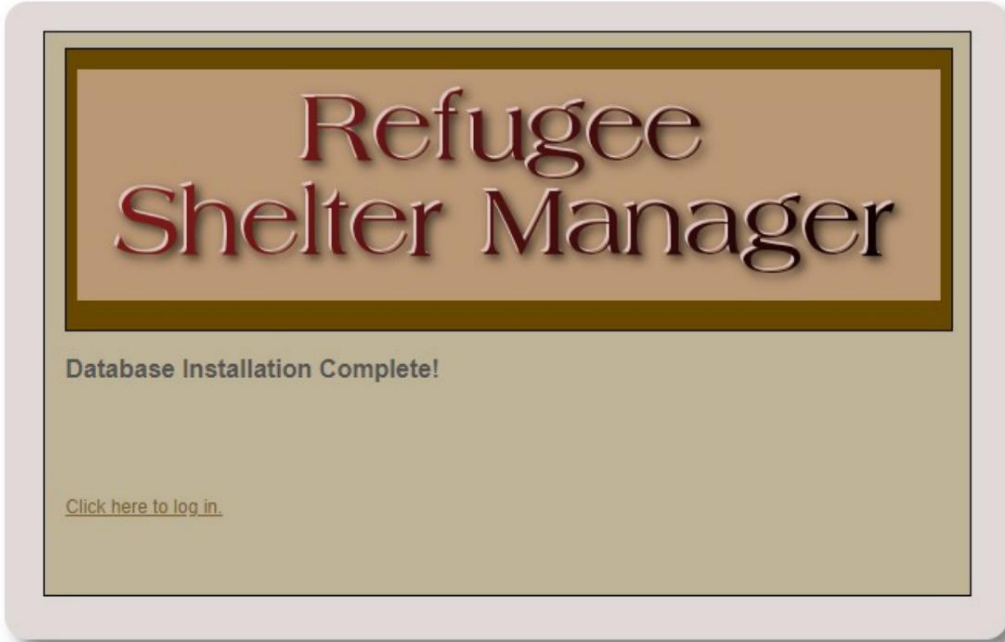 Refugee
Shelter Manager
Database Installation Complete!
Click here to log in.